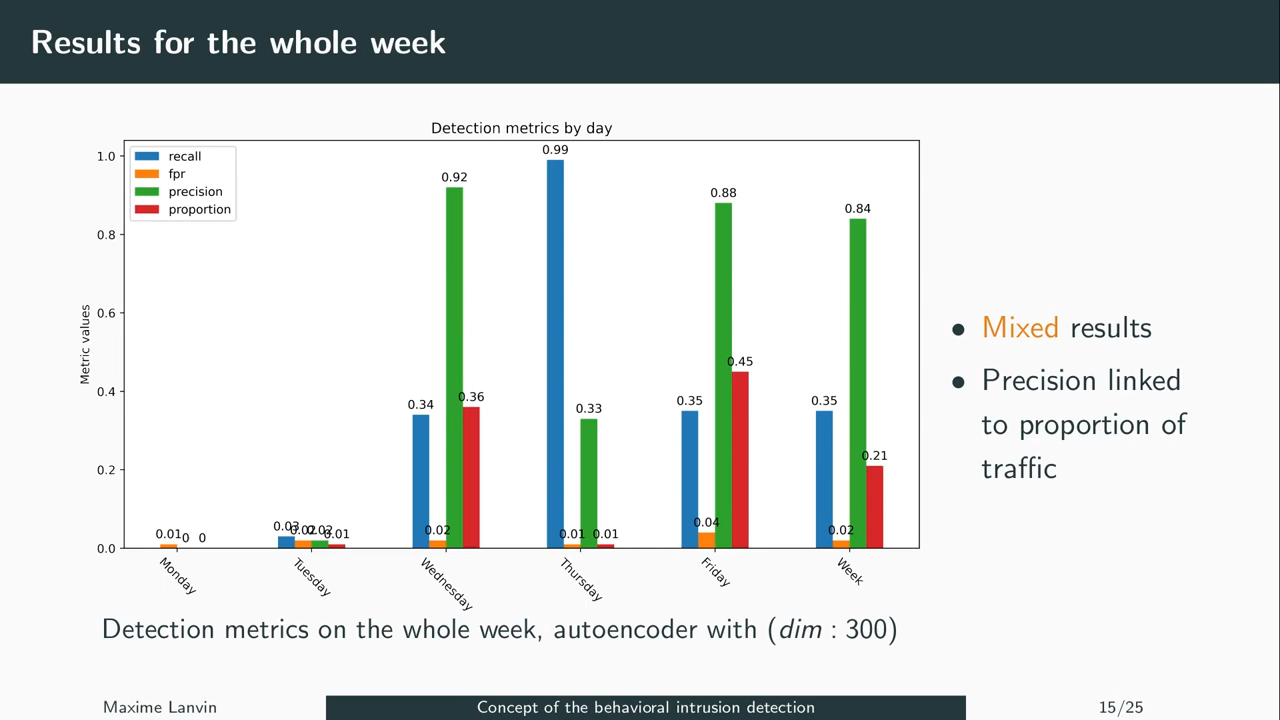 Results for the whole week
Detection metrics by day
recall
fpr
precision
proportion
Metric values
1.0
0.8
0.6
0.4
0.2
0.0
0.01
0
0
0.03
0.02
0.02
0.01
0.34
0.02
0.92
0.36
0.99
0.01
0.33
0.01
0.35
0.04
0.88
0.45
0.35
0.02
0.84
0.21
Monday
Tuesday
Wednesday
Thursday
Friday
Week
• Mixed results
• Precision linked
to proportion of
traffic
Detection metrics on the whole week, autoencoder with (dim : 300)
Maxime Lanvin
Concept of the behavioral intrusion detection
15/25